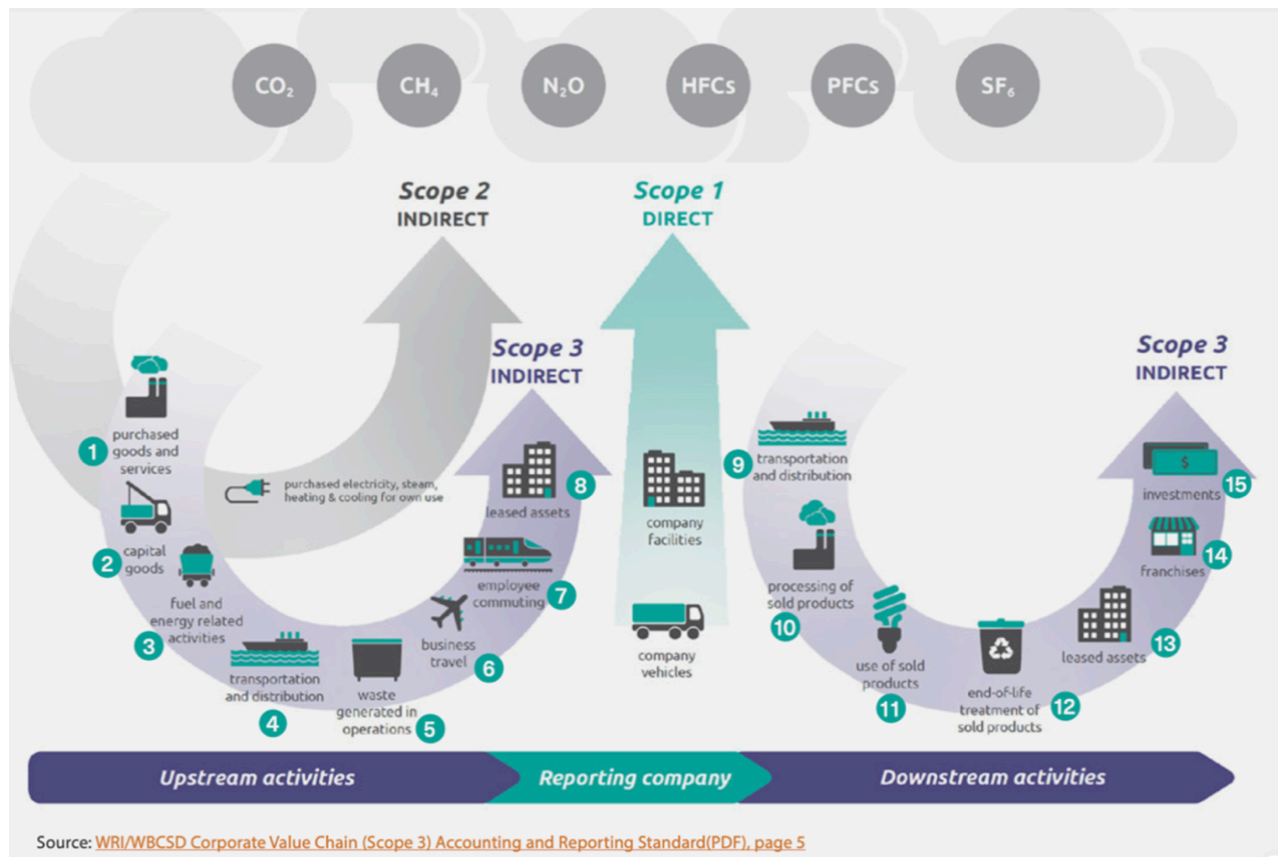 CO₂
CH₄
N₂O
HFCs
PFCs
SF₆
Scope 2
INDIRECT
Scope 1
DIRECT
Scope 3
INDIRECT
Scope 3
INDIRECT
1
purchased
goods and
services
2
capital
goods
3
fuel and
energy related
activities
purchased electricity, steam,
heating & cooling for own use
4
transportation
and distribution
5
waste
generated in
operations
6
business
travel
7
employee
commuting
8
leased assets
company
facilities
company
vehicles
9
transportation
and distribution
10
processing of
sold products
11
use of sold
products
12
end-of-life
treatment of
sold products
13
leased assets
14
franchises
$
15
investments
Upstream activities
Reporting company
Downstream activities
Source: WRI/WBCSD Corporate Value Chain (Scope 3) Accounting and Reporting Standard(PDF), page 5